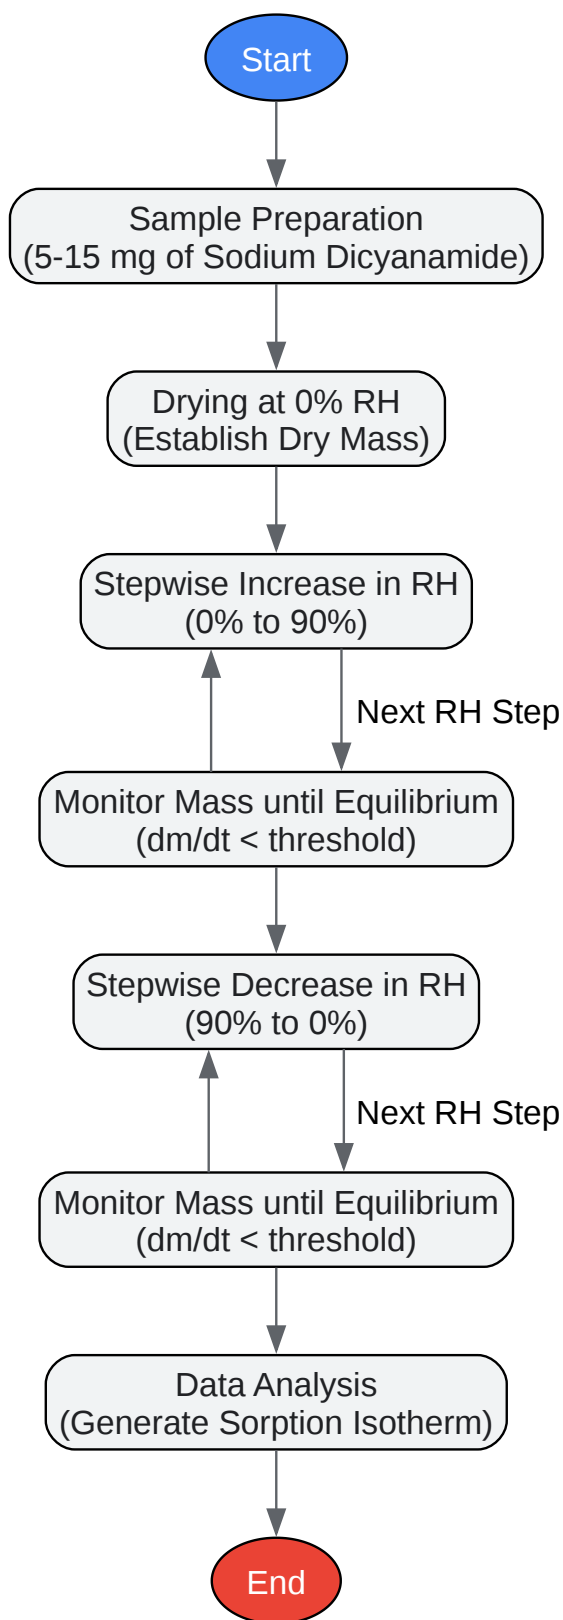 Start
Sample Preparation
(5-15 mg of Sodium Dicyanamide)
Drying at 0% RH
(Establish Dry Mass)
Stepwise Increase in RH
(0% to 90%)
Next RH Step
Monitor Mass until Equilibrium
(dm/dt < threshold)
Stepwise Decrease in RH
(90% to 0%)
Next RH Step
Monitor Mass until Equilibrium
(dm/dt < threshold)
Data Analysis
(Generate Sorption Isotherm)
End